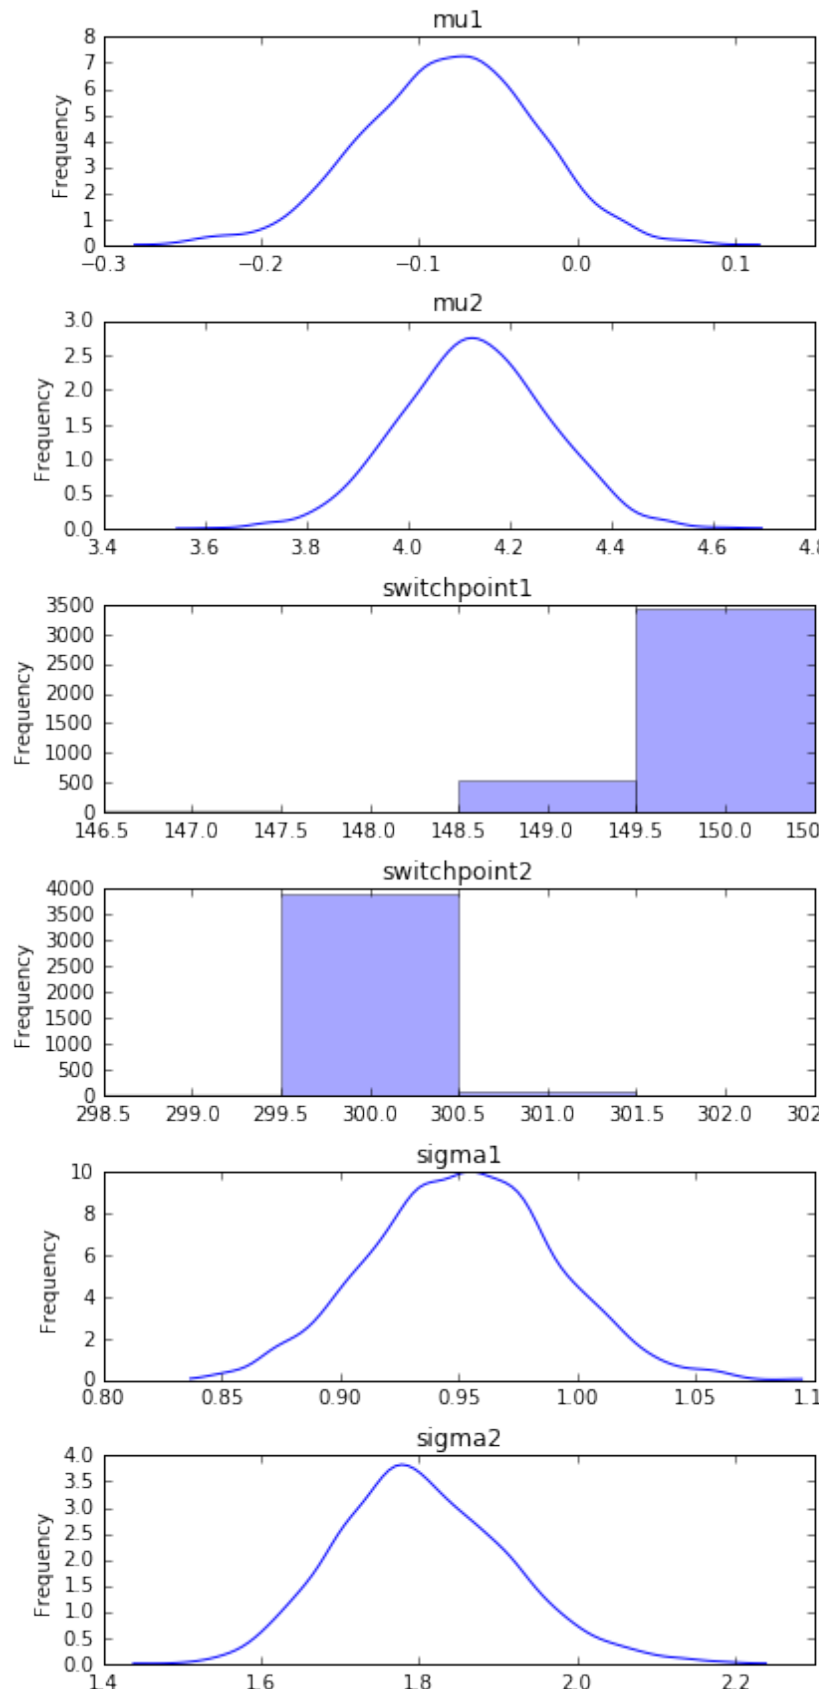 mu1
8
7
6
5
4
3
2
1
0
Frequency
−0.3 −0.2 −0.1 0.0 0.1
mu2
3.0
2.5
2.0
1.5
1.0
0.5
0.0
Frequency
3.4 3.6 3.8 4.0 4.2 4.4 4.6 4.8
switchpoint1
3500
3000
2500
2000
1500
1000
500
0
Frequency
146.5 147.0 147.5 148.0 148.5 149.0 149.5 150.0 150
switchpoint2
4000
3500
3000
2500
2000
1500
1000
500
0
Frequency
298.5 299.0 299.5 300.0 300.5 301.0 301.5 302.0 302
sigma1
10
8
6
4
2
0
Frequency
0.80 0.85 0.90 0.95 1.00 1.05 1.1
sigma2
4.0
3.5
3.0
2.5
2.0
1.5
1.0
0.5
0.0
Frequency
1.4 1.6 1.8 2.0 2.2